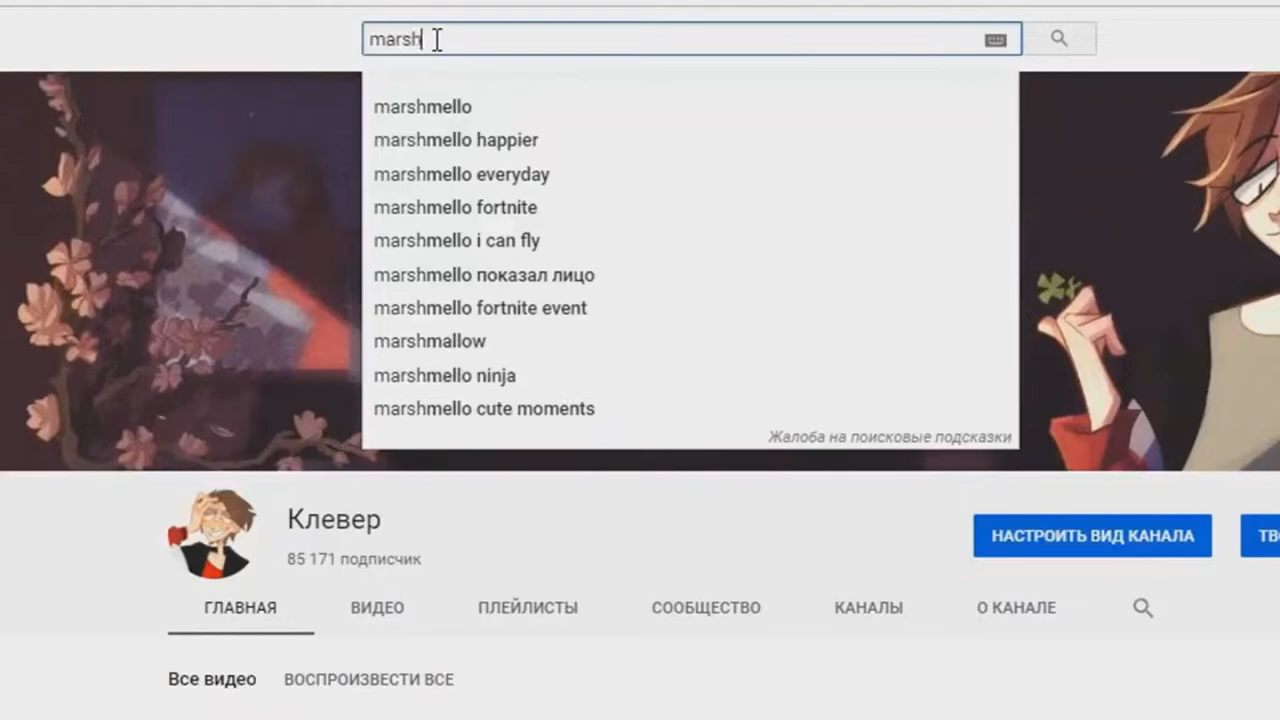 marsh
marshmello
marshmello happier
marshmello everyday
marshmello fortnite
marshmello i can fly
marshmello показал лицо
marshmello fortnite event
marshmallow
marshmello ninja
marshmello cute moments
Жалоба на поисковые подсказки
Клевер
85 171 подписчик
НАСТРОИТЬ ВИД КАНАЛА
ТВ
ГЛАВНАЯ ВИДЕО ПЛЕЙЛИСТЫ СООБЩЕСТВО КАНАЛЫ О КАНАЛЕ
Все видео ВОСПРОИЗВЕСТИ ВСЕ